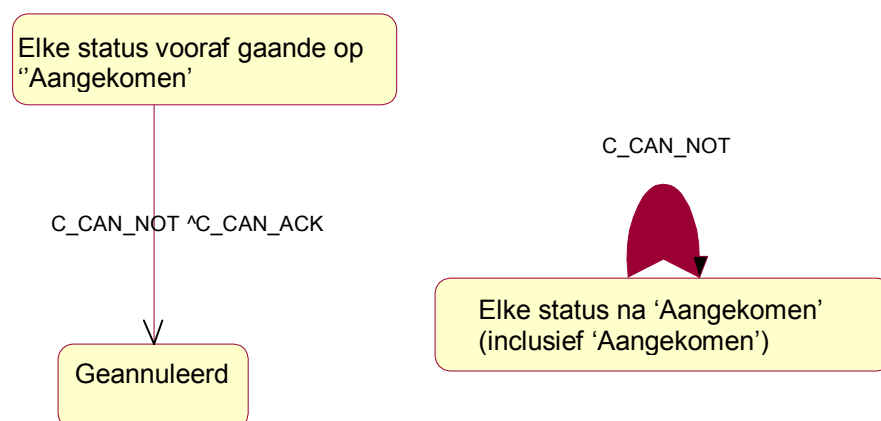 Elke status vooraf gaande op
‘’Aangekomen’
C_CAN_NOT
C_CAN_NOT ^C_CAN_ACK
Elke status na ‘Aangekomen’
(inclusief ‘Aangekomen’)
Geannuleerd